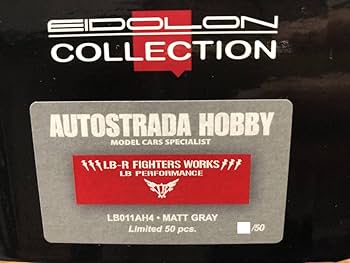 EIDOLON
COLLECTION
AUTOSTRADA HOBBY
MODEL CARS SPECIALIST
LB-R FIGHTERS WORKS
LB PERFORMANCE
LB011AH4 • MATT GRAY
Limited 50 pcs.
/50